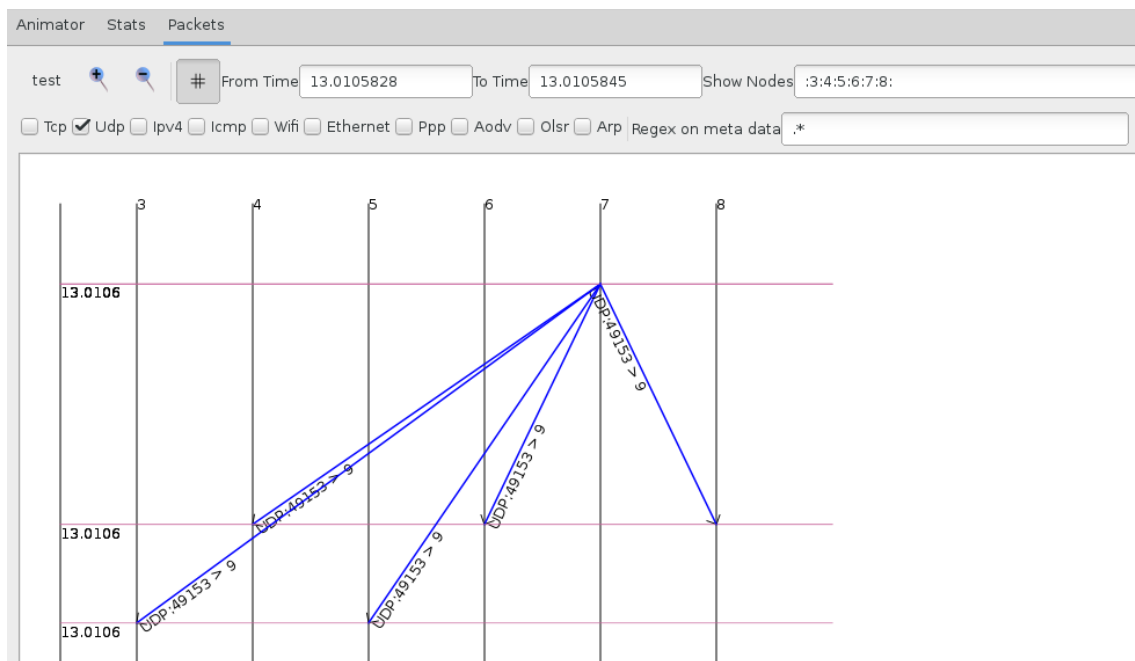 Animator Stats Packets
test # From Time 13.0105828 To Time 13.0105845 Show Nodes :3:4:5:6:7:8:
Tcp Udp Ipv4 Icmp Wifi Ethernet Ppp Aodv Olsr Arp Regex on meta data .*
3 4 5 6 7 8
13.0106
UDP:49153 > 9
UDP:49153 > 9
UDP:49153 > 9
13.0106
UDP:49153 > 9
UDP:49153 > 9
13.0106